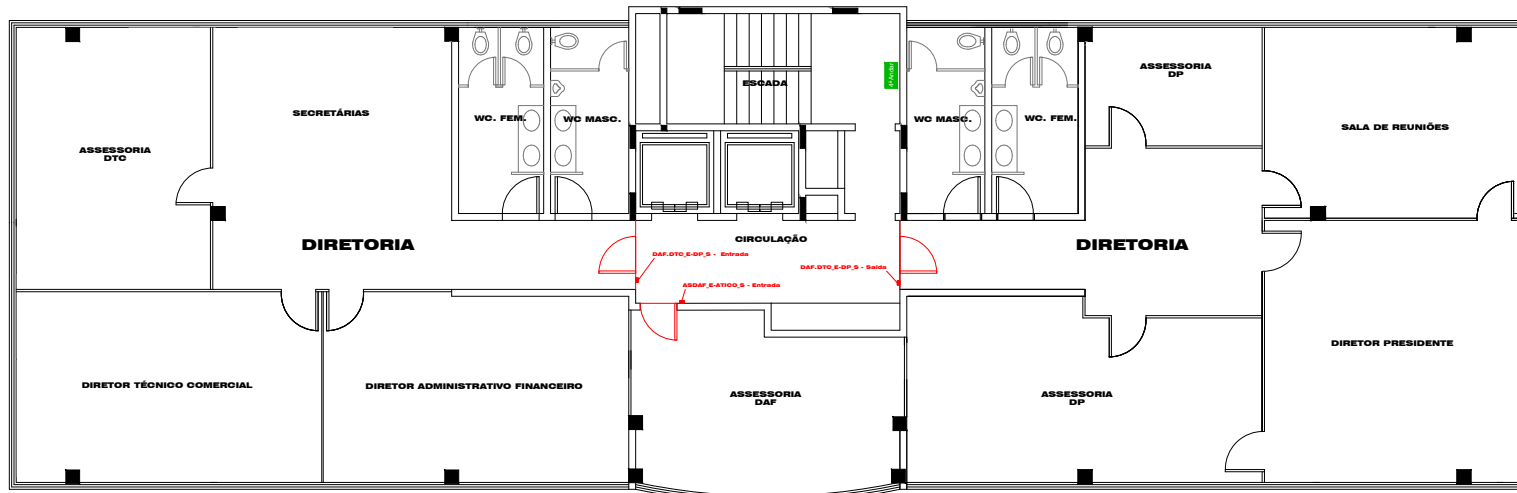 ESCADA
4º Andar
ASSESSORIA
DP
SECRETÁRIAS
WC. FEM.
WC MASC.
WC MASC.
WC. FEM.
SALA DE REUNIÕES
ASSESSORIA
DTC
DIRETORIA
CIRCULAÇÃO
DIRETORIA
DAF.DTC_E-DP_S - Entrada
DAF.DTC_E-DP_S - Saída
ASDAF_E-ATICO_S - Entrada
DIRETOR PRESIDENTE
DIRETOR TÉCNICO COMERCIAL
DIRETOR ADMINISTRATIVO FINANCEIRO
ASSESSORIA
DAF
ASSESSORIA
DP